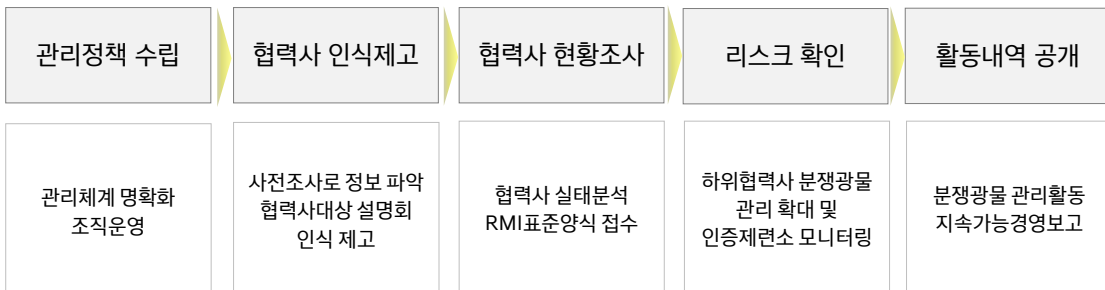 관리정책 수립
협력사 인식제고
협력사 현황조사
리스크 확인
활동내역 공개
관리체계 명확화
조직운영
사전조사로 정보 파악
협력사대상 설명회
인식 제고
협력사 실태분석
RMI표준양식 접수
하위협력사 분쟁광물
관리 확대 및
인증제련소 모니터링
분쟁광물 관리활동
지속가능경영보고